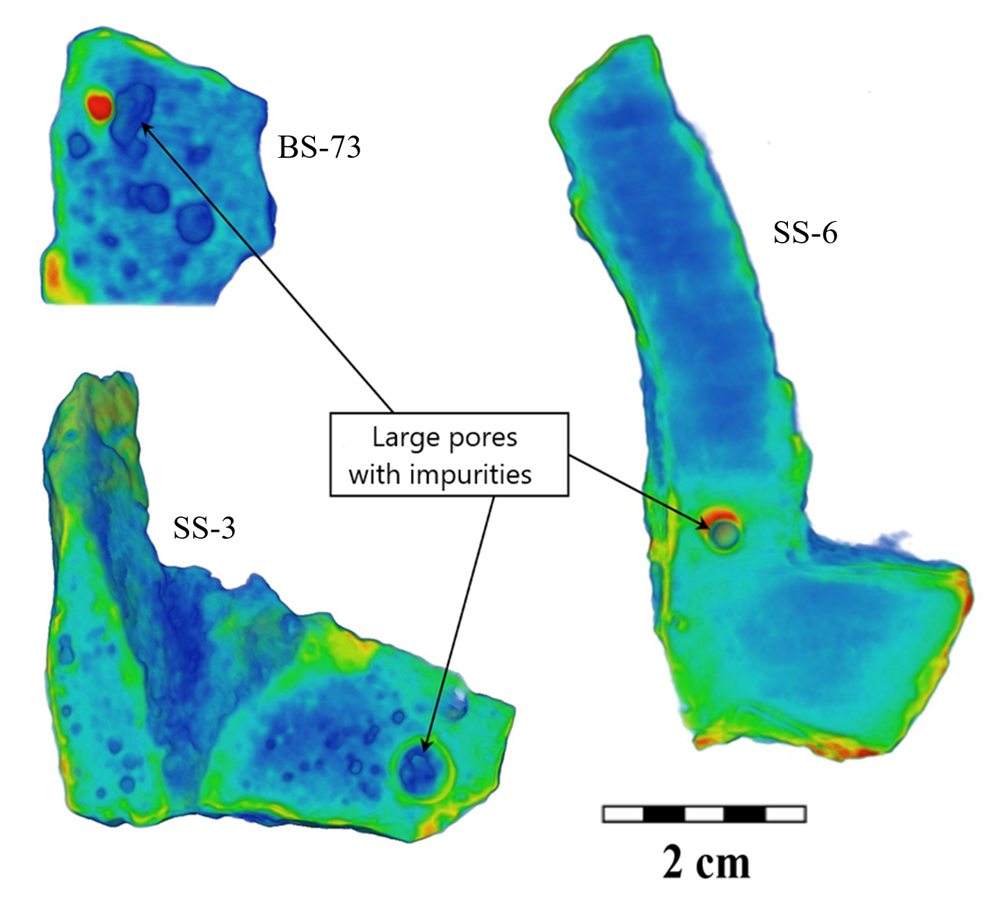 BS-73
SS-6
Large pores
with impurities
SS-3
2 cm